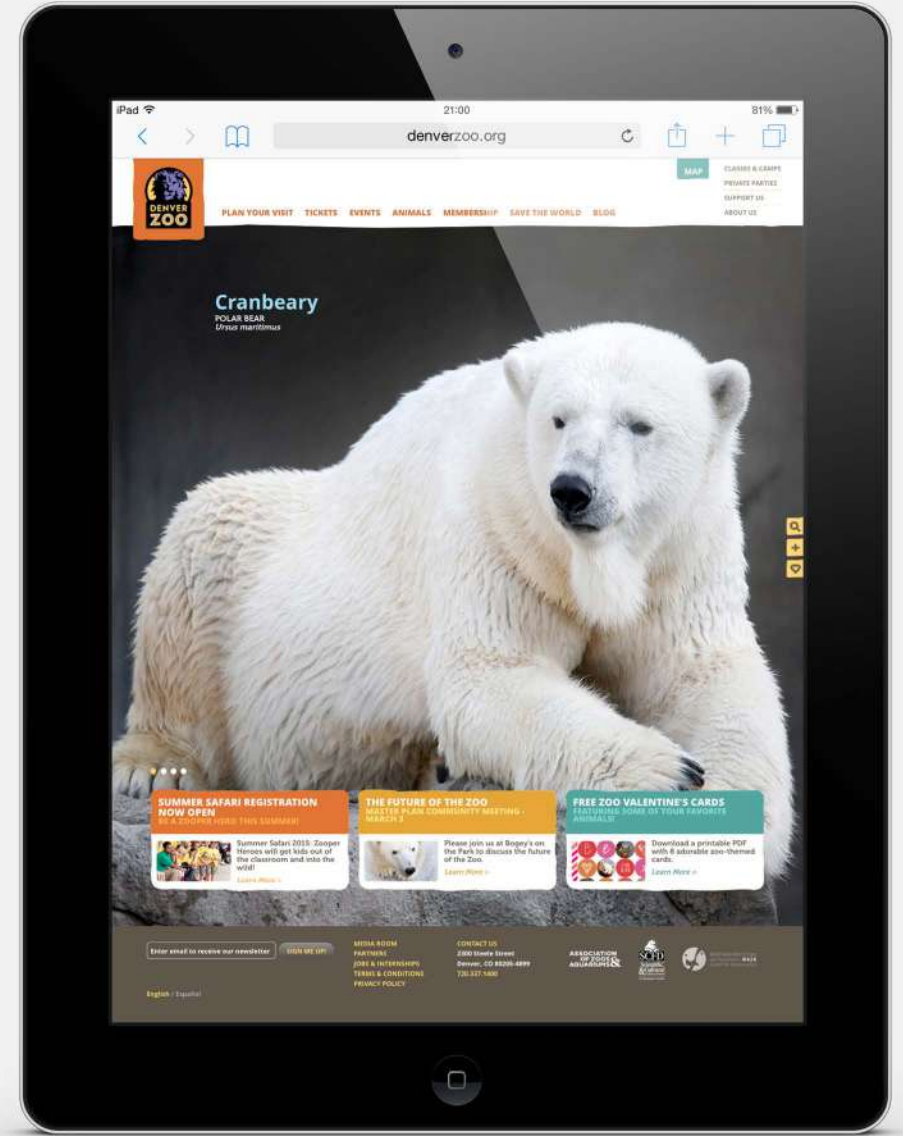 iPad
21:00
81%
denverzoo.org
DENVER
ZOO
MAP
CLASSES & CAMPS
PRIVATE PARTIES
SUPPORT US
ABOUT US
PLAN YOUR VISIT TICKETS EVENTS ANIMALS MEMBERSHIP SAVE THE WORLD BLOG
Cranbeary
POLAR BEAR
Ursus maritimus
SUMMER SAFARI REGISTRATION
NOW OPEN
BE A ZOOPER HERO THIS SUMMER!
Summer Safari 2015: Zooper
Heroes will get kids out of
the classroom and into the
wild!
Learn More »
THE FUTURE OF THE ZOO
MASTER PLAN COMMUNITY MEETING -
MARCH 3
Please join us at Bogey's on
the Park to discuss the future
of the Zoo.
Learn More »
FREE ZOO VALENTINE'S CARDS
FEATURING SOME OF YOUR FAVORITE
ANIMALS!
Download a printable PDF
with 8 adorable zoo-themed
cards.
Learn More »
Enter email to receive our newsletter
SIGN ME UP!
English / Español
MEDIA ROOM
PARTNERS
JOBS & INTERNSHIPS
TERMS & CONDITIONS
PRIVACY POLICY
CONTACT US
2300 Steele Street
Denver, CO 80205-4899
720.337.1400
ASSOCIATION
OF ZOOS &
AQUARIUMS
SCFD
Scientific
& Cultural